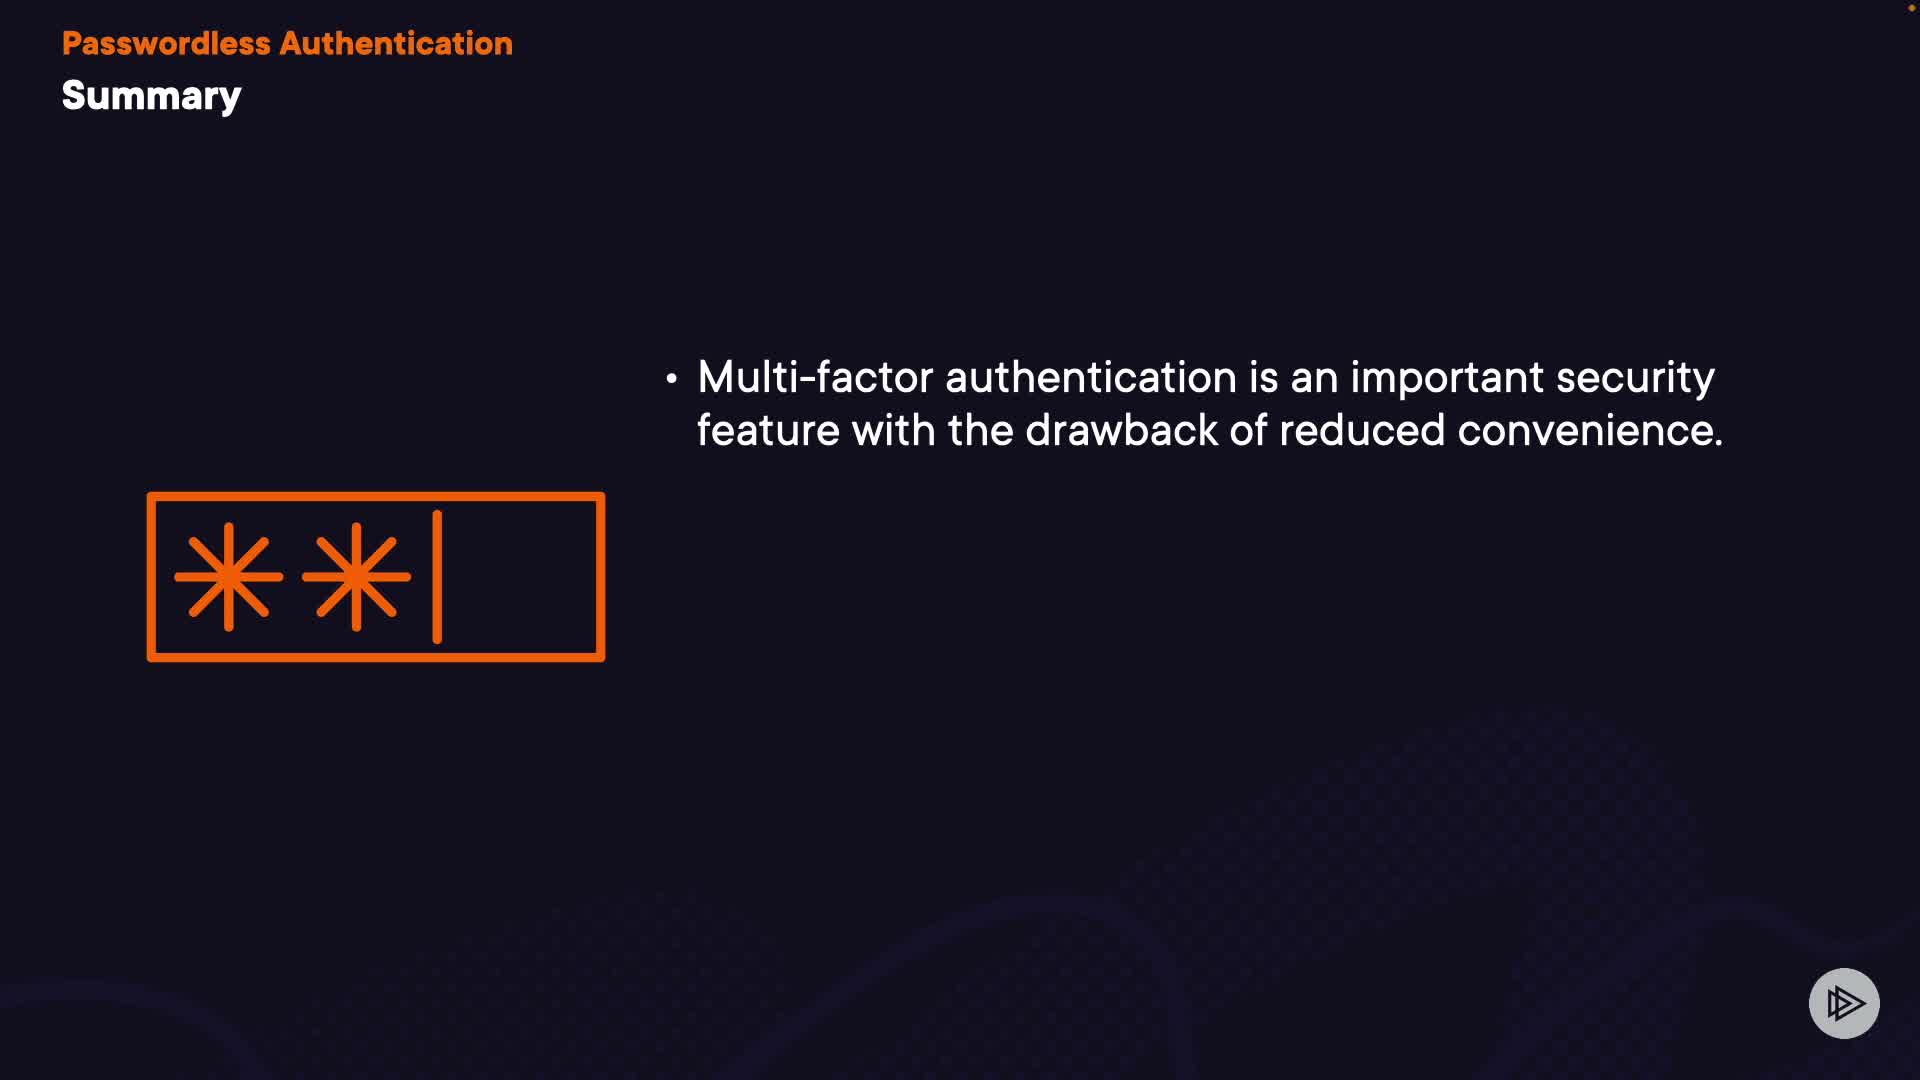 Passwordless Authentication
Summary
• Multi-factor authentication is an important security
feature with the drawback of reduced convenience.